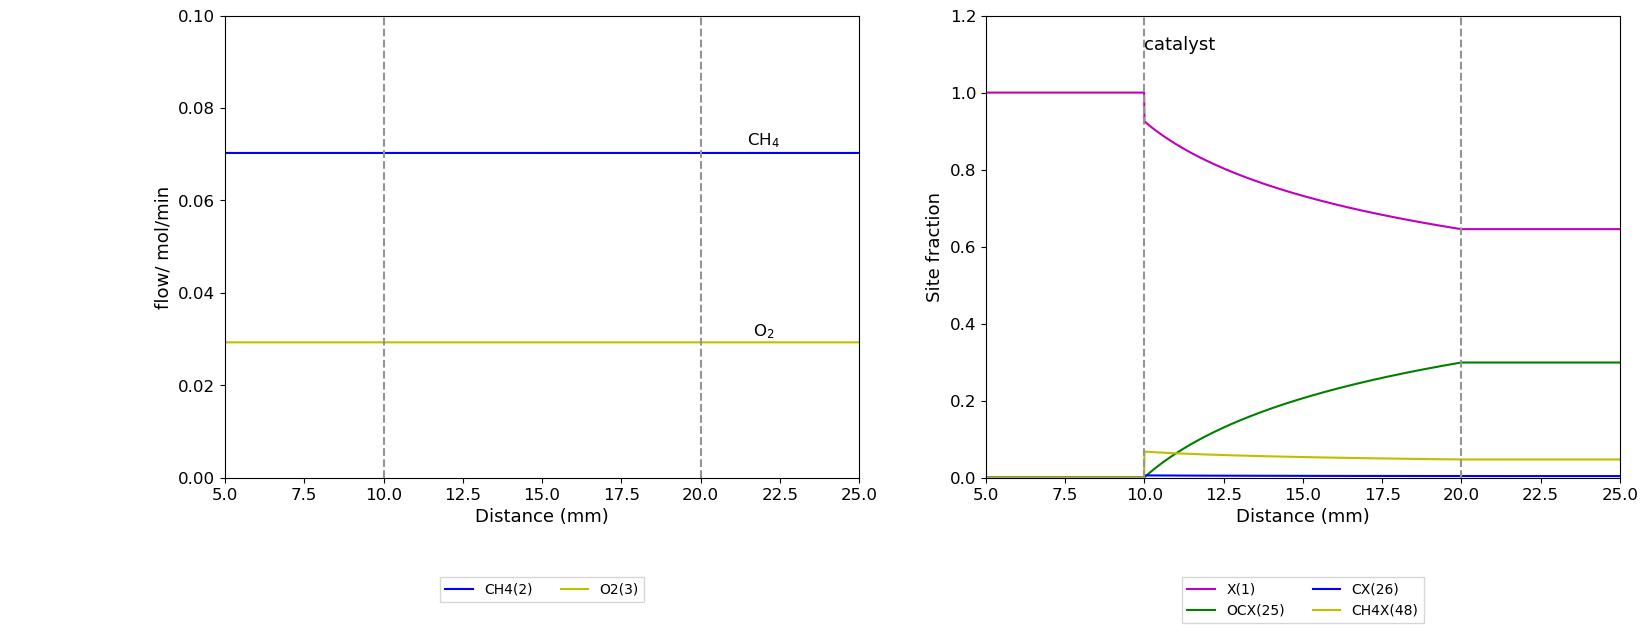 0.10
0.08
0.06
0.04
0.02
0.00
flow/ mol/min
CH₄
O₂
5.0 7.5 10.0 12.5 15.0 17.5 20.0 22.5 25.0
Distance (mm)
CH4(2) O2(3)
1.2
1.0
0.8
0.6
0.4
0.2
0.0
Site fraction
catalyst
5.0 7.5 10.0 12.5 15.0 17.5 20.0 22.5 25.0
Distance (mm)
X(1) CX(26)
OCX(25) CH4X(48)